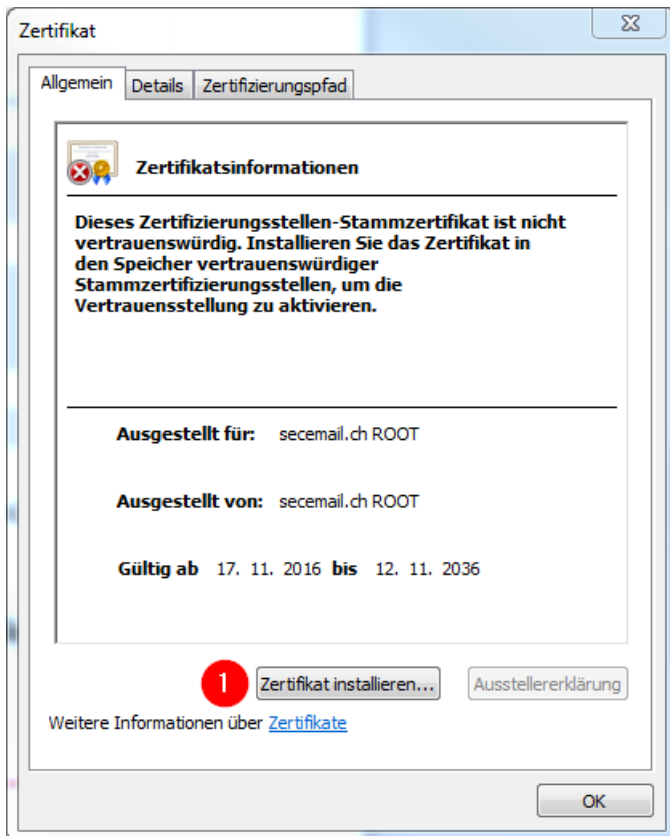 Zertifikat
Allgemein Details Zertifizierungspfad
Zertifikatsinformationen
Dieses Zertifizierungsstellen-Stammzertifikat ist nicht
vertrauenswürdig. Installieren Sie das Zertifikat in
den Speicher vertrauenswürdiger
Stammzertifizierungsstellen, um die
Vertrauensstellung zu aktivieren.
Ausgestellt für: secemail.ch ROOT
Ausgestellt von: secemail.ch ROOT
Gültig ab 17. 11. 2016 bis 12. 11. 2036
1 Zertifikat installieren... Ausstellererklärung
Weitere Informationen über Zertifikate
OK